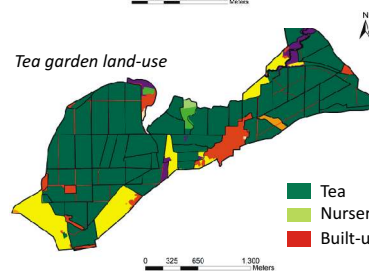 Meters
N
Tea garden land-use
Tea
Nurser
Built-u
0 325 650 1.300
Meters